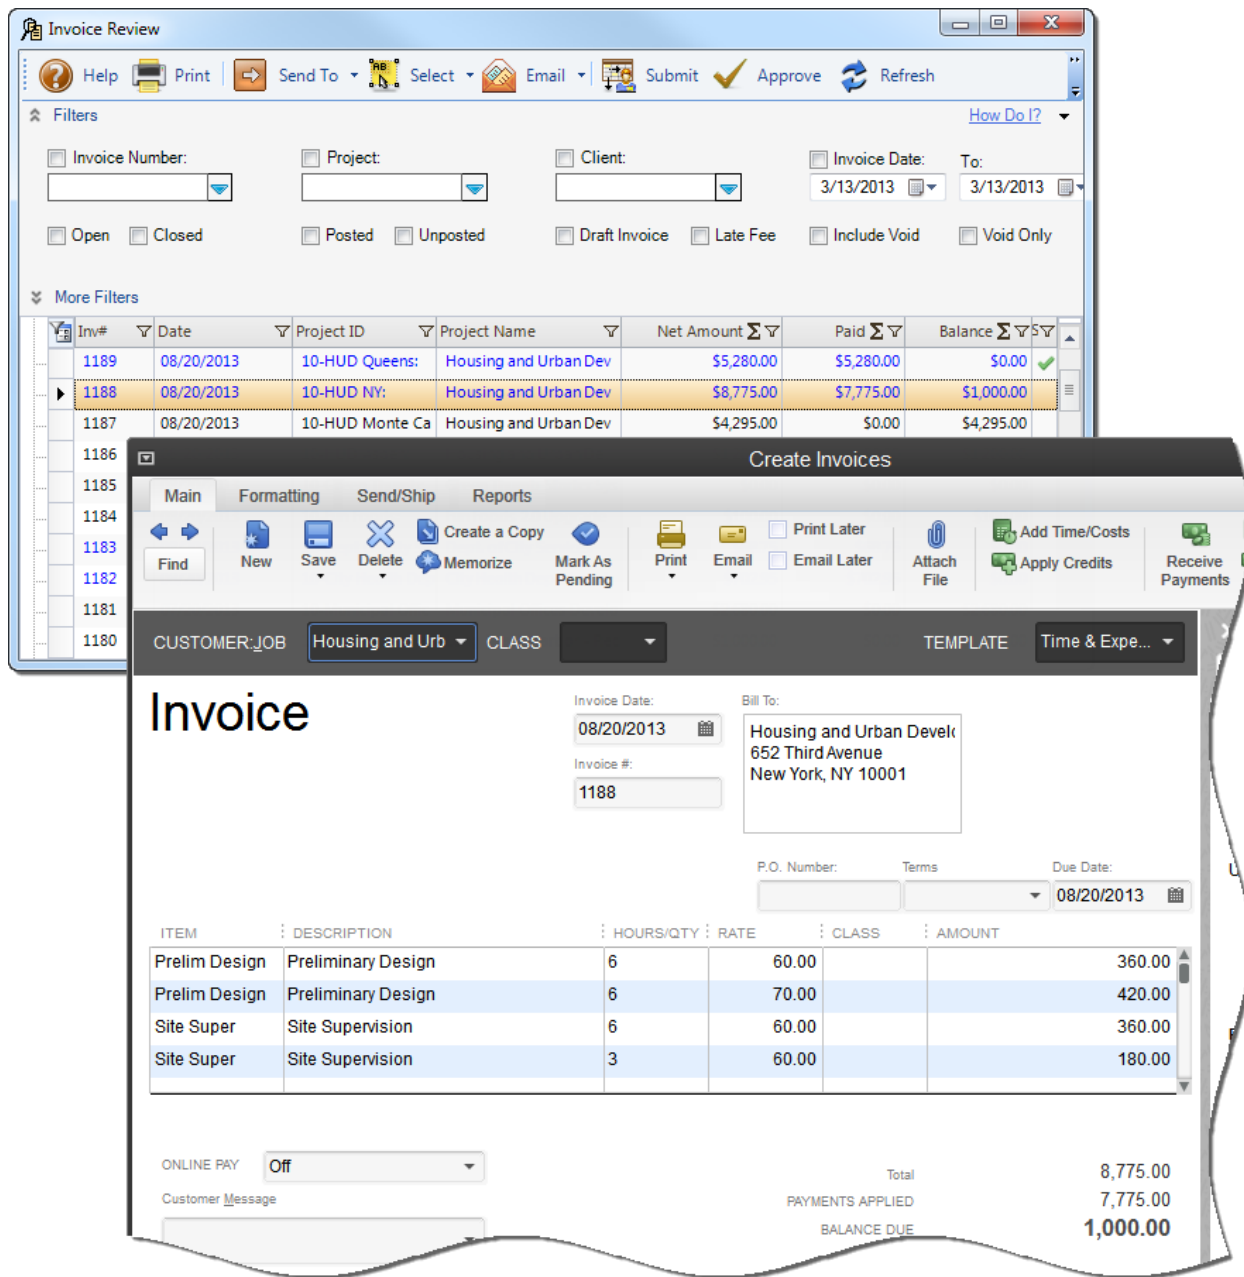 Invoice Review
Help Print Send To Select Email Submit Approve Refresh
Filters How Do I?
Invoice Number: Project: Client: Invoice Date: To:
3/13/2013 3/13/2013
Open Closed Posted Unposted Draft Invoice Late Fee Include Void Void Only
More Filters
Inv# Date Project ID Project Name Net Amount Σ Paid Σ Balance Σ S
1189 08/20/2013 10-HUD Queens: Housing and Urban Dev $5,280.00 $5,280.00 $0.00
1188 08/20/2013 10-HUD NY: Housing and Urban Dev $8,775.00 $7,775.00 $1,000.00
1187 08/20/2013 10-HUD Monte Ca Housing and Urban Dev $4,295.00 $0.00 $4,295.00
1186
1185
1184
1183
1182
1181
1180
Create Invoices
Main Formatting Send/Ship Reports
Find New Save Delete Create a Copy Memorize Mark As Pending Print Email Print Later Email Later Attach File Add Time/Costs Apply Credits Receive Payments
CUSTOMER:JOB Housing and Urb CLASS TEMPLATE Time & Expe...
Invoice
Invoice Date: Bill To:
08/20/2013
Housing and Urban Develo
652 Third Avenue
New York, NY 10001
Invoice #:
1188
P.O. Number: Terms Due Date:
08/20/2013
ITEM DESCRIPTION HOURS/QTY RATE CLASS AMOUNT
Prelim Design Preliminary Design 6 60.00 360.00
Prelim Design Preliminary Design 6 70.00 420.00
Site Super Site Supervision 6 60.00 360.00
Site Super Site Supervision 3 60.00 180.00
ONLINE PAY Off
Total 8,775.00
Customer Message
PAYMENTS APPLIED 7,775.00
BALANCE DUE 1,000.00